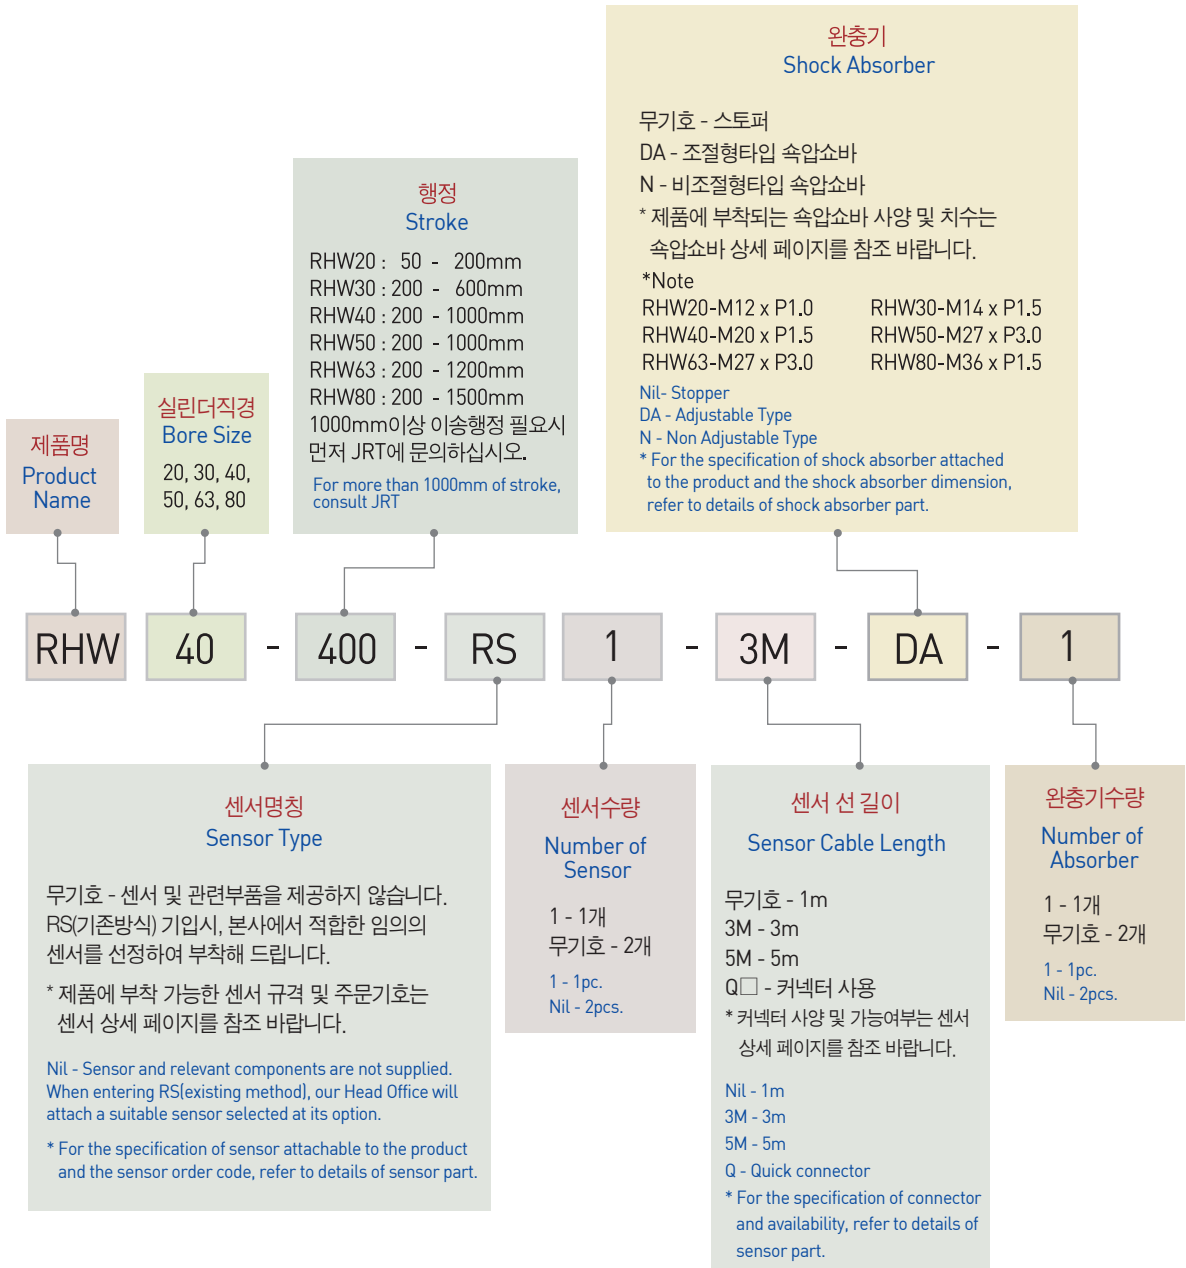 완충기
Shock Absorber
무기호 - 스토퍼
DA - 조절형타입 쇽압쇼바
N - 비조절형타입 쇽압쇼바
* 제품에 부착되는 쇽압쇼바 사양 및 치수는
쇽압쇼바 상세 페이지를 참조 바랍니다.
*Note
RHW20-M12 x P1.0 RHW30-M14 x P1.5
RHW40-M20 x P1.5 RHW50-M27 x P3.0
RHW63-M27 x P3.0 RHW80-M36 x P1.5
Nil- Stopper
DA - Adjustable Type
N - Non Adjustable Type
* For the specification of shock absorber attached
to the product and the shock absorber dimension,
refer to details of shock absorber part.
행정
Stroke
RHW20 : 50 - 200mm
RHW30 : 200 - 600mm
RHW40 : 200 - 1000mm
RHW50 : 200 - 1000mm
RHW63 : 200 - 1200mm
RHW80 : 200 - 1500mm
1000mm이상 이송행정 필요시
먼저 JRT에 문의하십시오.
For more than 1000mm of stroke,
consult JRT
실린더직경
Bore Size
20, 30, 40,
50, 63, 80
제품명
Product
Name
RHW 40 - 400 - RS 1 - 3M - DA - 1
센서명칭
Sensor Type
무기호 - 센서 및 관련부품을 제공하지 않습니다.
RS(기존방식) 기입시, 본사에서 적합한 임의의
센서를 선정하여 부착해 드립니다.
* 제품에 부착 가능한 센서 규격 및 주문기호는
센서 상세 페이지를 참조 바랍니다.
Nil - Sensor and relevant components are not supplied.
When entering RS(existing method), our Head Office will
attach a suitable sensor selected at its option.
* For the specification of sensor attachable to the product
and the sensor order code, refer to details of sensor part.
센서수량
Number of
Sensor
1 - 1개
무기호 - 2개
1 - 1pc.
Nil - 2pcs.
센서 선 길이
Sensor Cable Length
무기호 - 1m
3M - 3m
5M - 5m
Q□ - 커넥터 사용
* 커넥터 사양 및 가능여부는 센서
상세 페이지를 참조 바랍니다.
Nil - 1m
3M - 3m
5M - 5m
Q - Quick connector
* For the specification of connector
and availability, refer to details of
sensor part.
완충기수량
Number of
Absorber
1 - 1개
무기호 - 2개
1 - 1pc.
Nil - 2pcs.